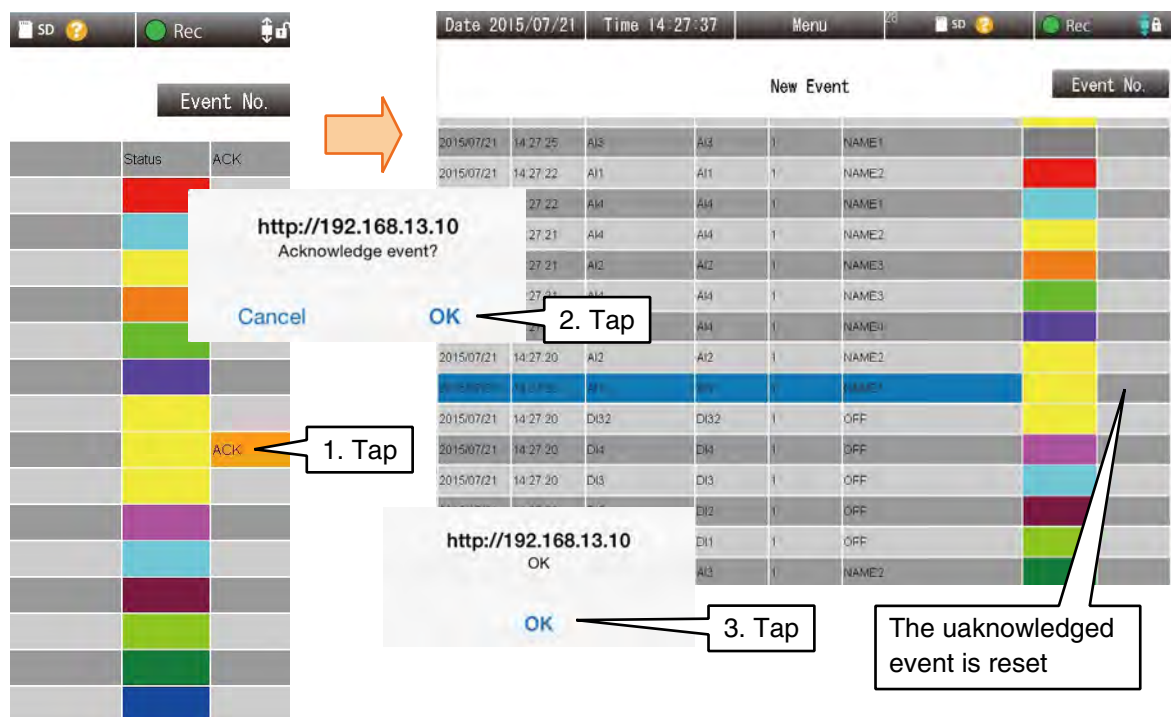 SD ? Rec
Event No.
Status ACK
ACK
1. Tap
http://192.168.13.10
Acknowledge event?
Cancel OK
2. Tap
http://192.168.13.10
OK
OK
3. Tap
Date 2015/07/21 Time 14:27:37 Menu 28 SD ? Rec
New Event
Event No.
2015/07/21 14:27:25 AI3 AI3 1 NAME1
2015/07/21 14:27:22 AI1 AI1 1 NAME2
27:22 AI4 AI4 1 NAME1
27:21 AI4 AI4 1 NAME2
27:21 AI2 AI2 1 NAME3
AI4 1 NAME3
AI4 1 NAME4
2015/07/21 14:27:20 AI2 AI2 1 NAME2
NAME1
2015/07/21 14:27:20 DI32 DI32 1 OFF
2015/07/21 14:27:20 DI4 DI4 1 OFF
2015/07/21 14:27:20 DI3 DI3 1 OFF
DI2 1 OFF
DI1 1 OFF
AI3 1 NAME2
The uaknowledged
event is reset